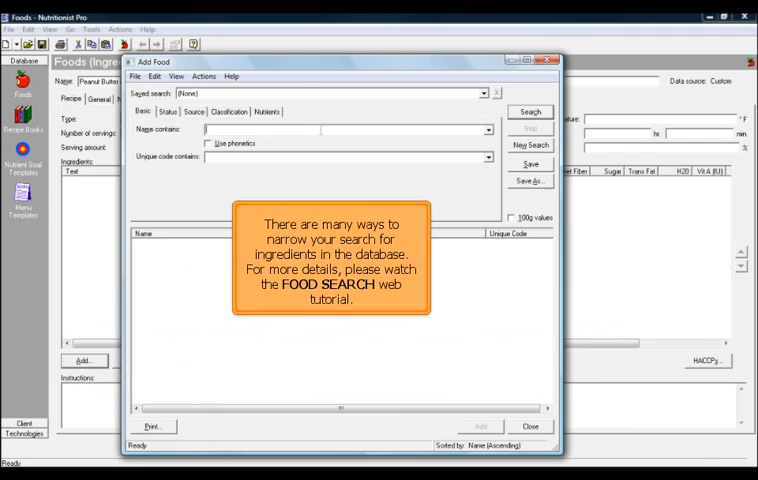 Foods - Nutritionist Pro
File Edit View Go Tools Actions Help
Database
Foods (Ingre
Foods
Recipe Books
Nutrient Goal
Templates
Menu
Templates
Client
Technologies
Ready
Name: Peanut Butter
Data source: Custom
Recipe General N
Type:
Number of servings:
Serving amount:
Ingredients:
Text
° F
hr.
min.
%
Sugar Trans Fat H2O Vit A (IU)
Add...
HACCPs...
Instructions:
Add Food
File Edit View Actions Help
Saved search: (None)
Basic Status Source Classification Nutrients
Name contains:
Use phonetics
Unique code contains:
Search
Stop
New Search
Save
Save As...
100g values
Name
Unique Code
There are many ways to
narrow your search for
ingredients in the database.
For more details, please watch
the FOOD SEARCH web
tutorial.
Print...
Add
Close
Ready
Sorted by: Name (Ascending)